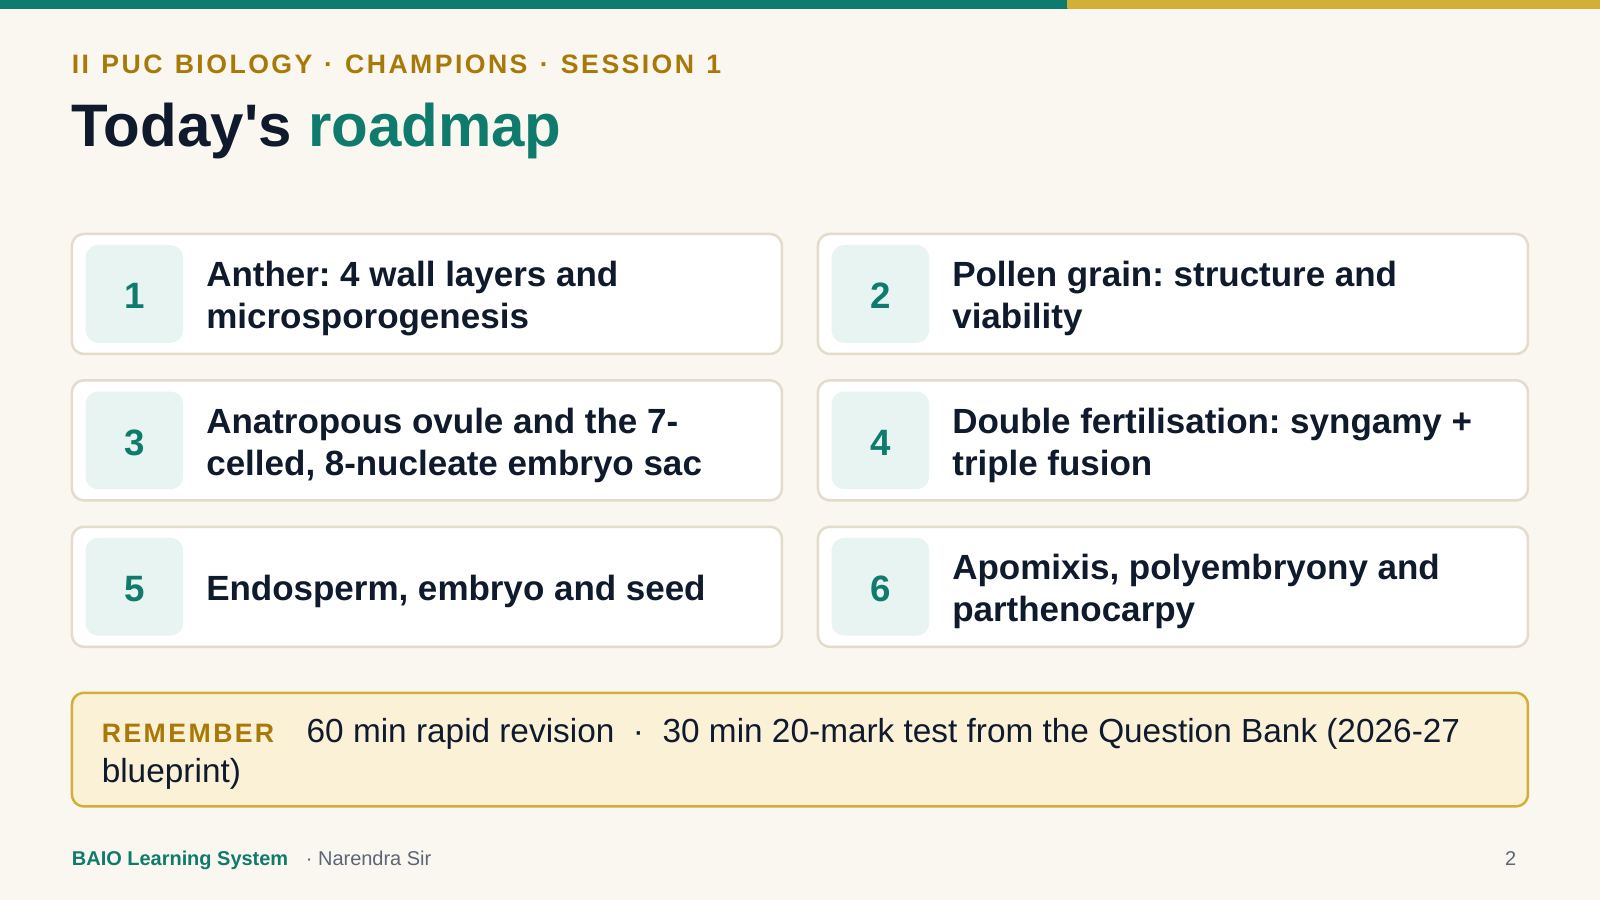 II PUC BIOLOGY · CHAMPIONS · SESSION 1
Today's roadmap
1
Anther: 4 wall layers and
microsporogenesis
2
Pollen grain: structure and
viability
3
Anatropous ovule and the 7-
celled, 8-nucleate embryo sac
4
Double fertilisation: syngamy +
triple fusion
5
Endosperm, embryo and seed
6
Apomixis, polyembryony and
parthenocarpy
REMEMBER 60 min rapid revision · 30 min 20-mark test from the Question Bank (2026-27
blueprint)
BAIO Learning System · Narendra Sir
2